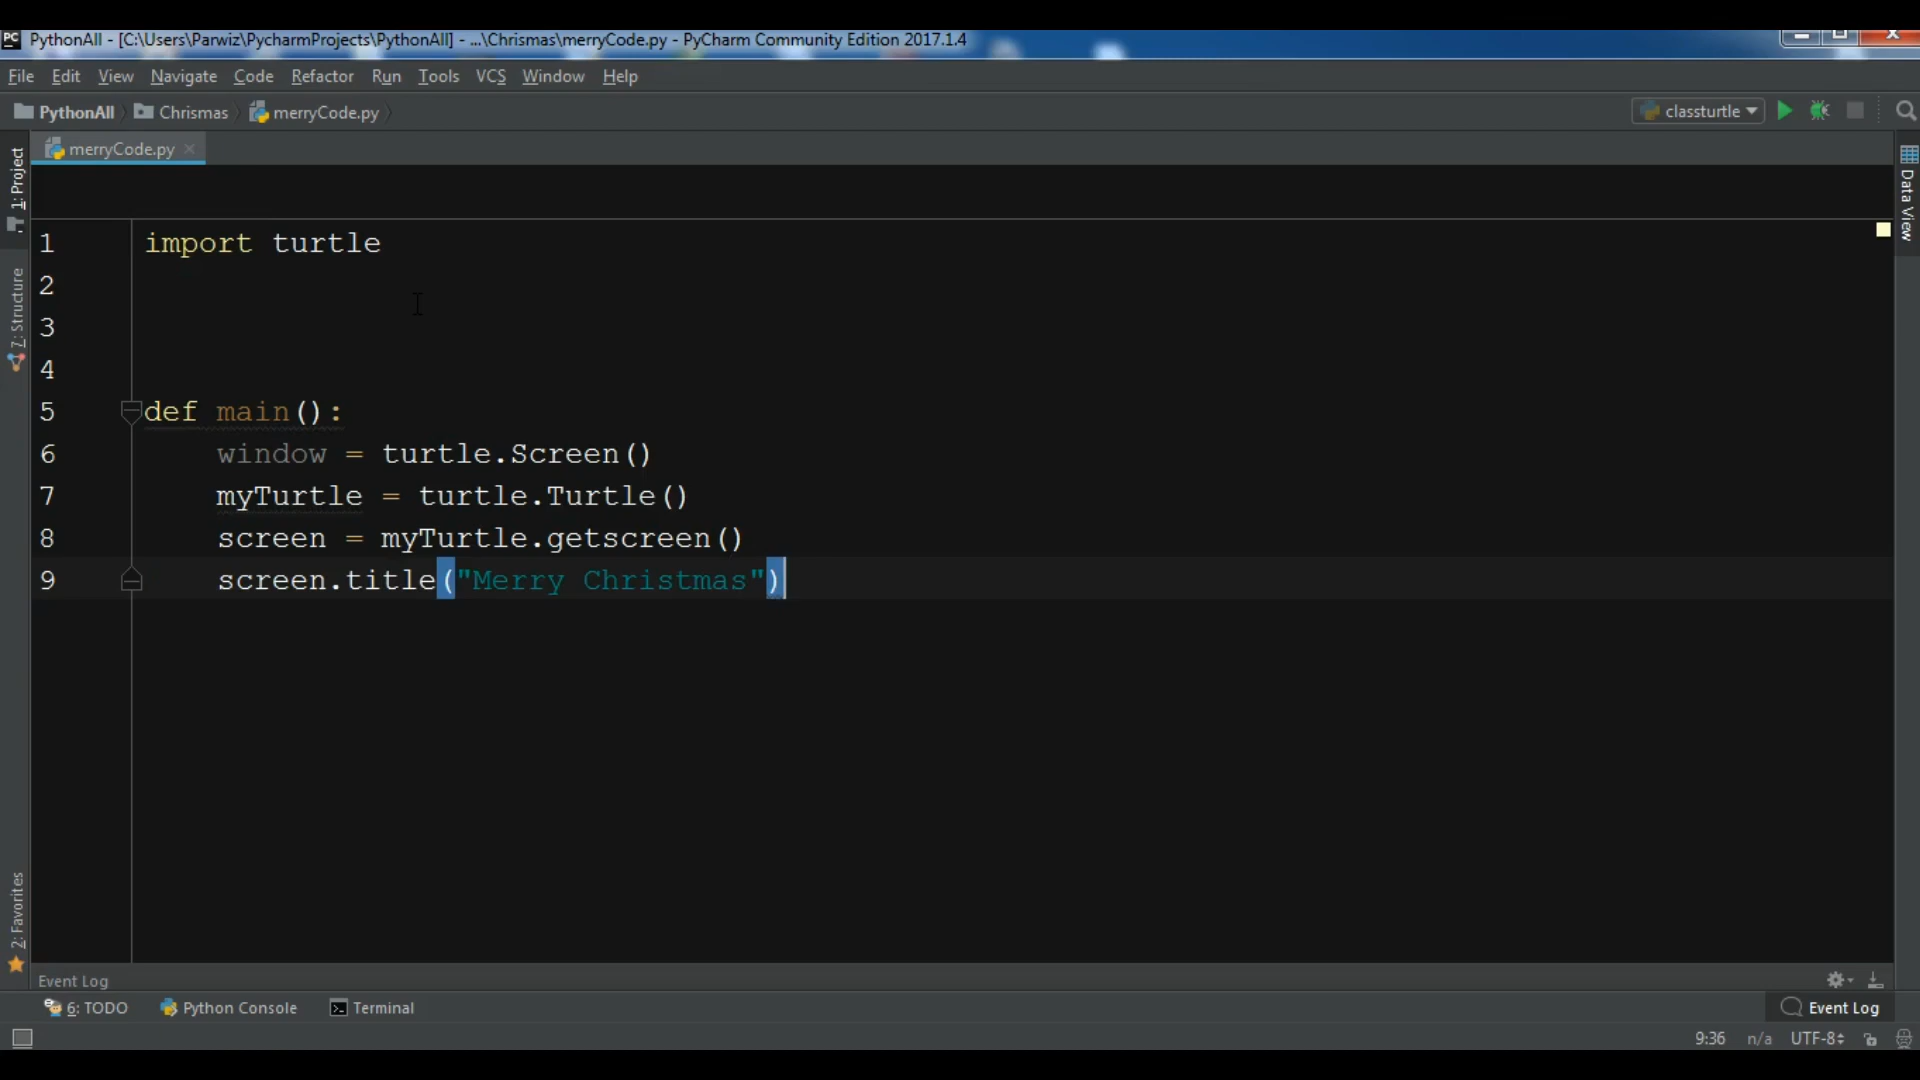 PC PythonAll - [C:\Users\Parwiz\PycharmProjects\PythonAll] - ...\Chrismas\merryCode.py - PyCharm Community Edition 2017.1.4
File Edit View Navigate Code Refactor Run Tools VCS Window Help
PythonAll Chrismas merryCode.py classturtle
merryCode.py
1: Project
7: Structure
2: Favorites
Data View
1 import turtle
2
3
4
5 def main():
6 window = turtle.Screen()
7 myTurtle = turtle.Turtle()
8 screen = myTurtle.getscreen()
9 screen.title("Merry Christmas")
Event Log
6: TODO Python Console Terminal Event Log
9:36 n/a UTF-8